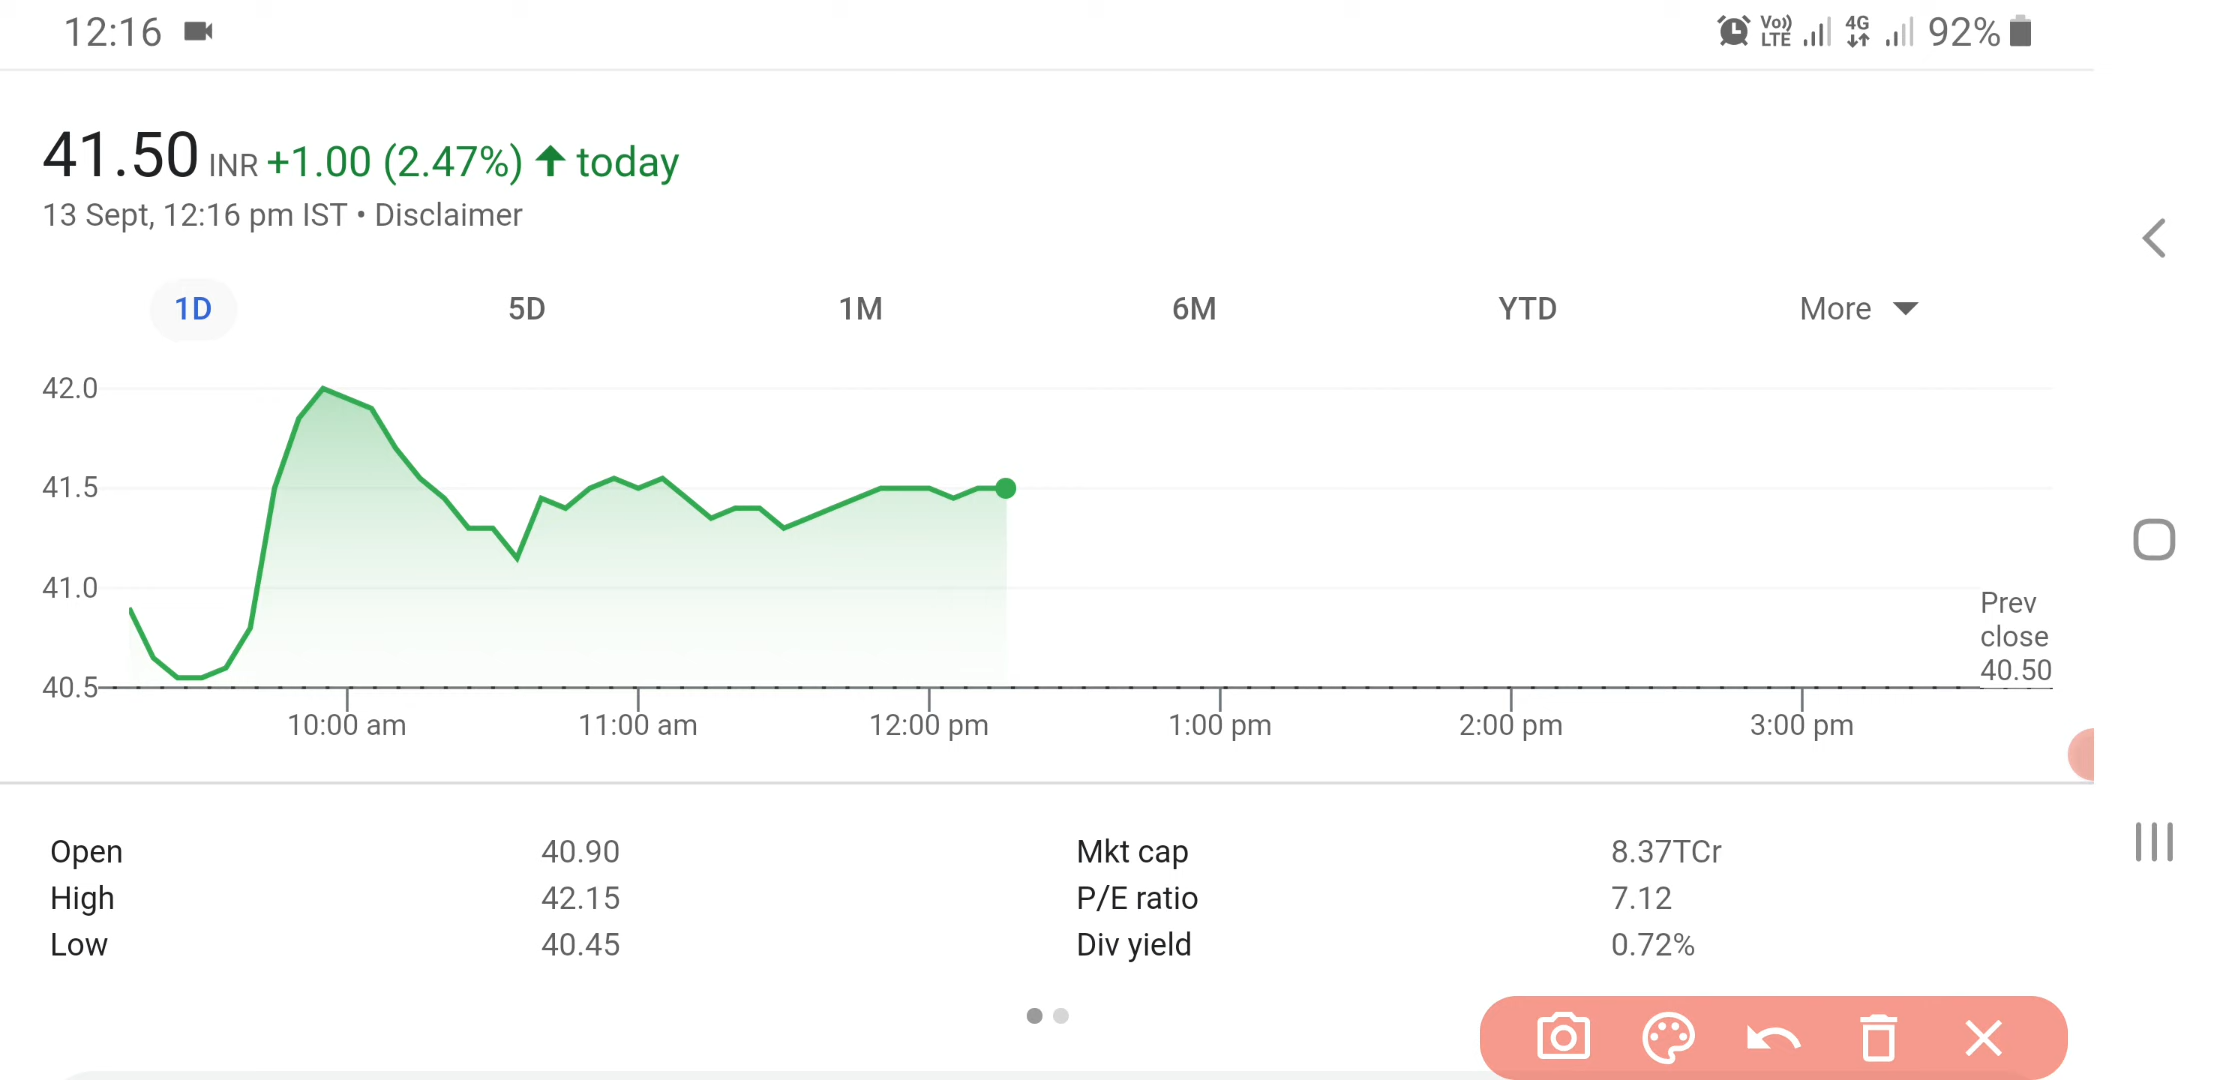 12:16 Vo)) LTE 4G 92%
41.50 INR +1.00 (2.47%) today
13 Sept, 12:16 pm IST • Disclaimer
1D 5D 1M 6M YTD More
42.0
41.5
41.0
40.5
Prev
close
40.50
10:00 am 11:00 am 12:00 pm 1:00 pm 2:00 pm 3:00 pm
Open 40.90 Mkt cap 8.37TCr
High 42.15 P/E ratio 7.12
Low 40.45 Div yield 0.72%